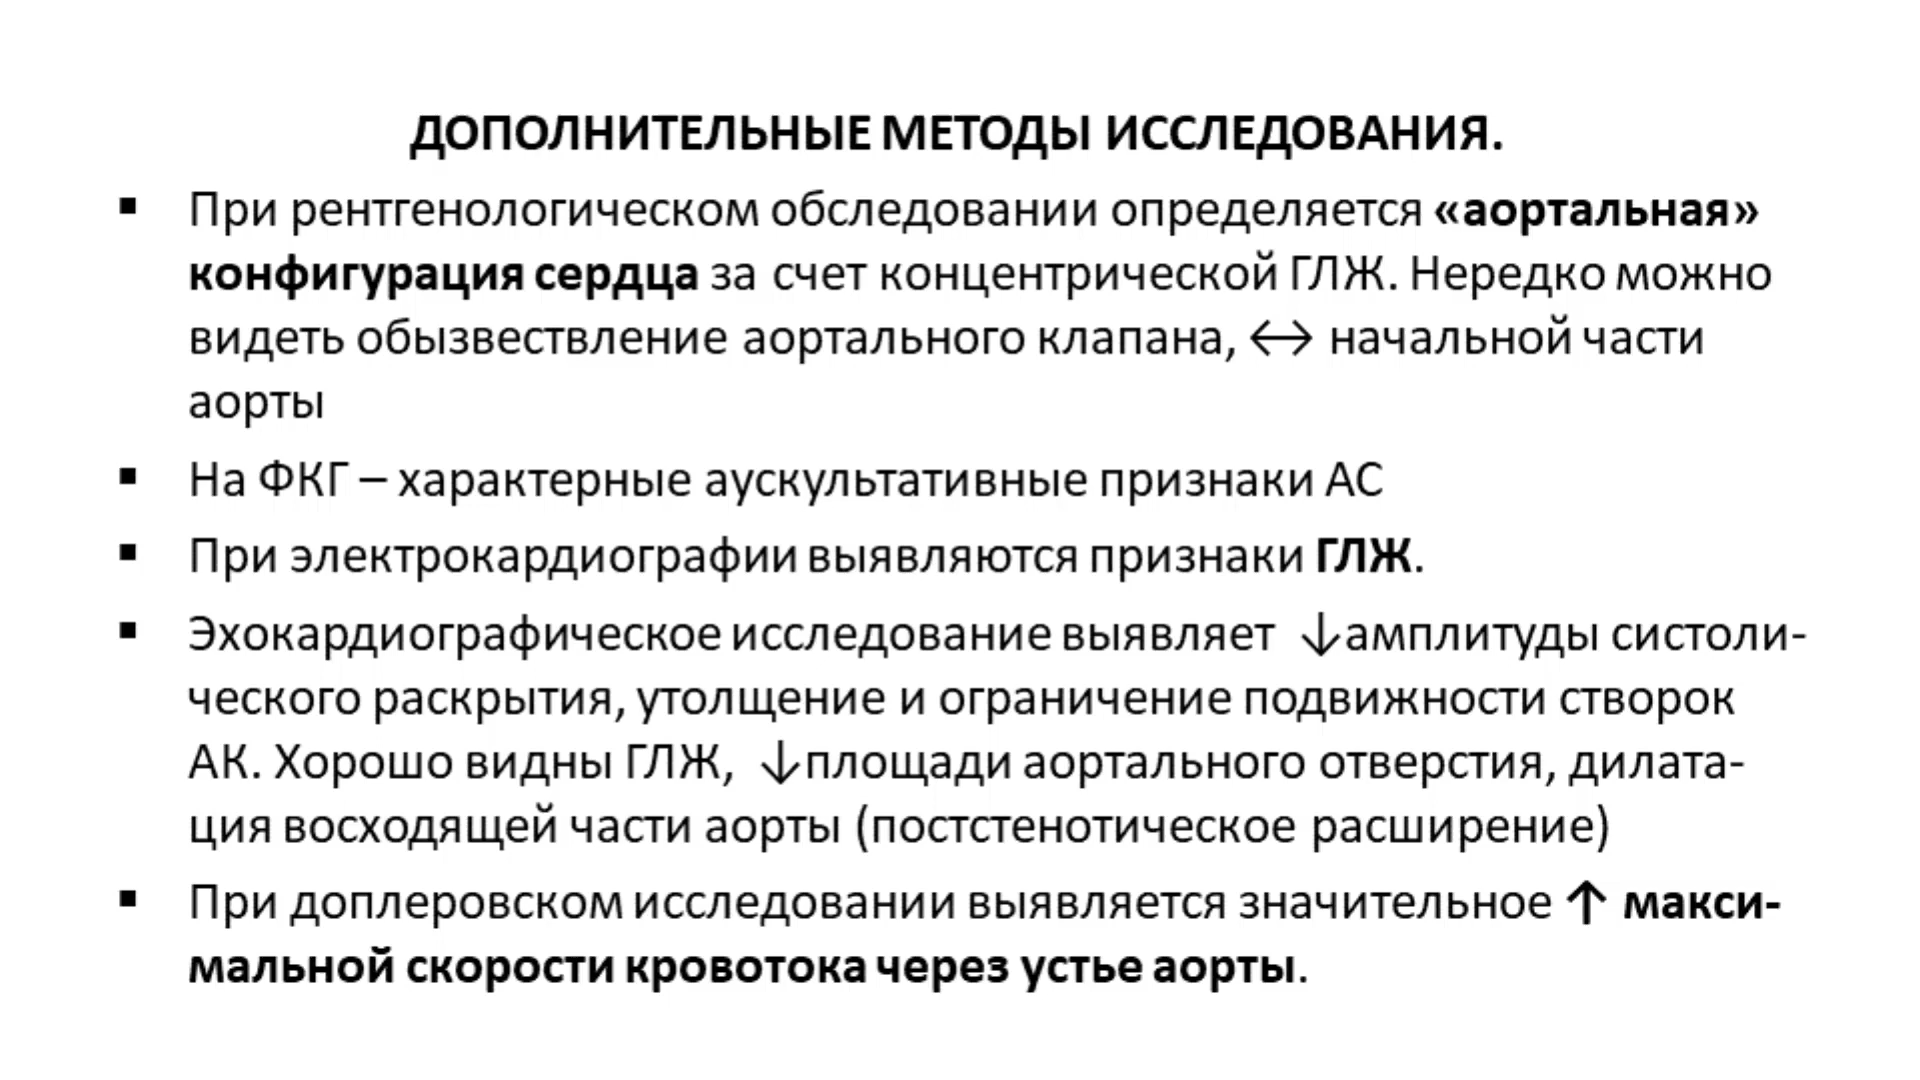 ДОПОЛНИТЕЛЬНЫЕ МЕТОДЫ ИССЛЕДОВАНИЯ.
▪ При рентгенологическом обследовании определяется «аортальная»
конфигурация сердца за счет концентрической ГЛЖ. Нередко можно
видеть обызвествление аортального клапана, ↔ начальной части
аорты
▪ На ФКГ – характерные аускультативные признаки АС
▪ При электрокардиографии выявляются признаки ГЛЖ.
▪ Эхокардиографическое исследование выявляет ↓амплитуды систоли-
ческого раскрытия, утолщение и ограничение подвижности створок
АК. Хорошо видны ГЛЖ, ↓площади аортального отверстия, дилата-
ция восходящей части аорты (постстенотическое расширение)
▪ При доплеровском исследовании выявляется значительное ↑ макси-
мальной скорости кровотока через устье аорты.